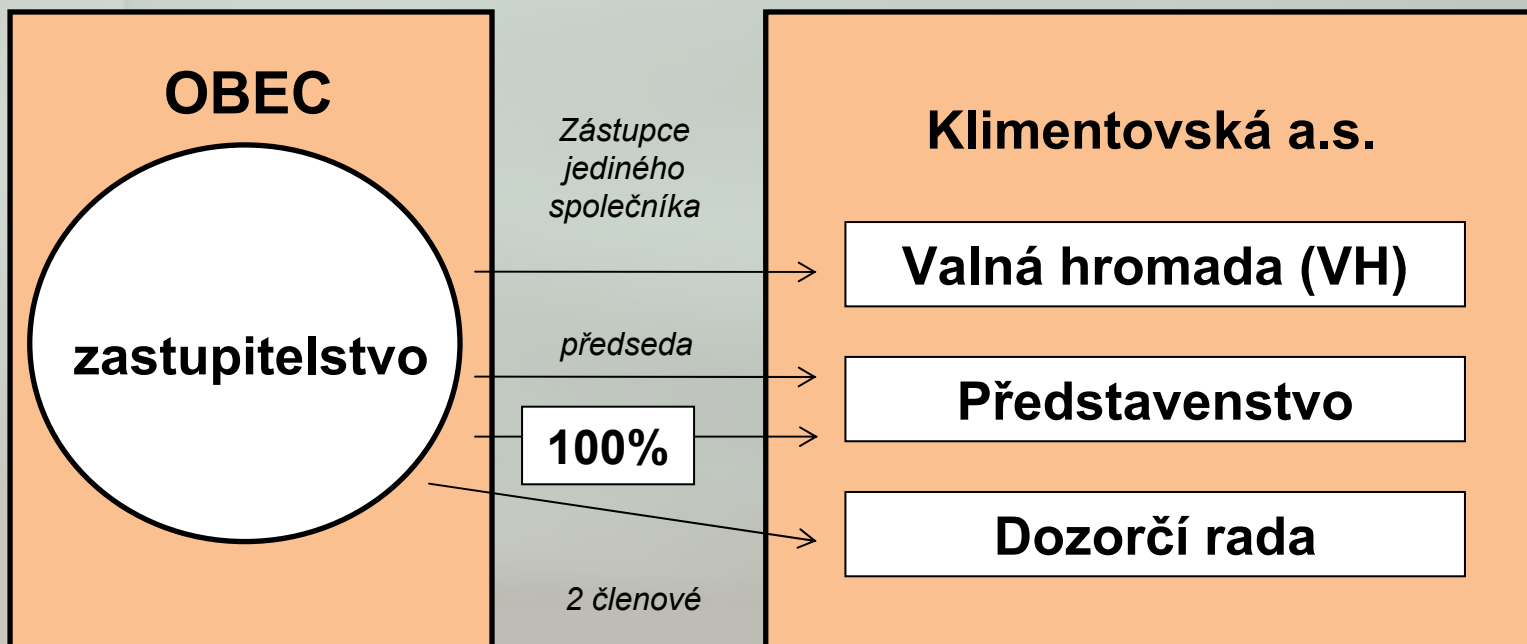 OBEC
zastupitelstvo
Zástupce
jediného
společníka
předseda
100%
2 členové
Klimentovská a.s.
Valná hromada (VH)
Představenstvo
Dozorčí rada